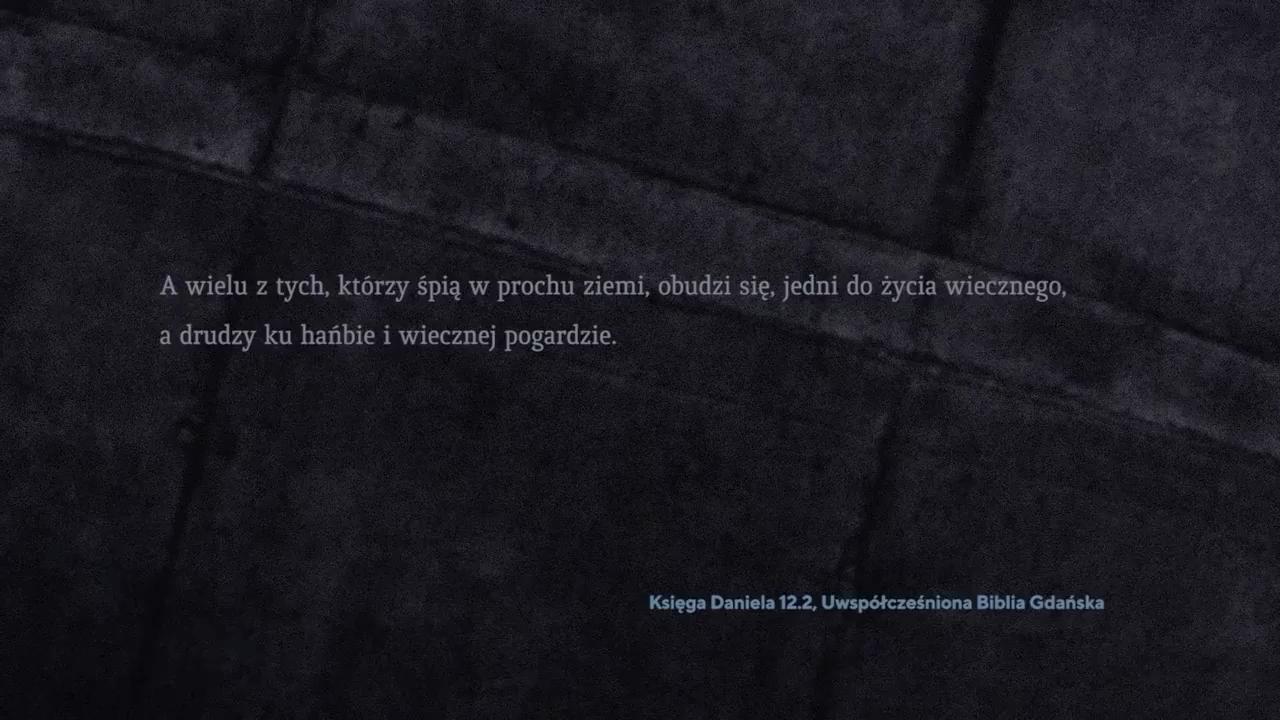 A wielu z tych, którzy śpią w prochu ziemi, obudzi się, jedni do życia wiecznego,
a drudzy ku hańbie i wiecznej pogardzie.
Księga Daniela 12.2, Uwspółcześniona Biblia Gdańska